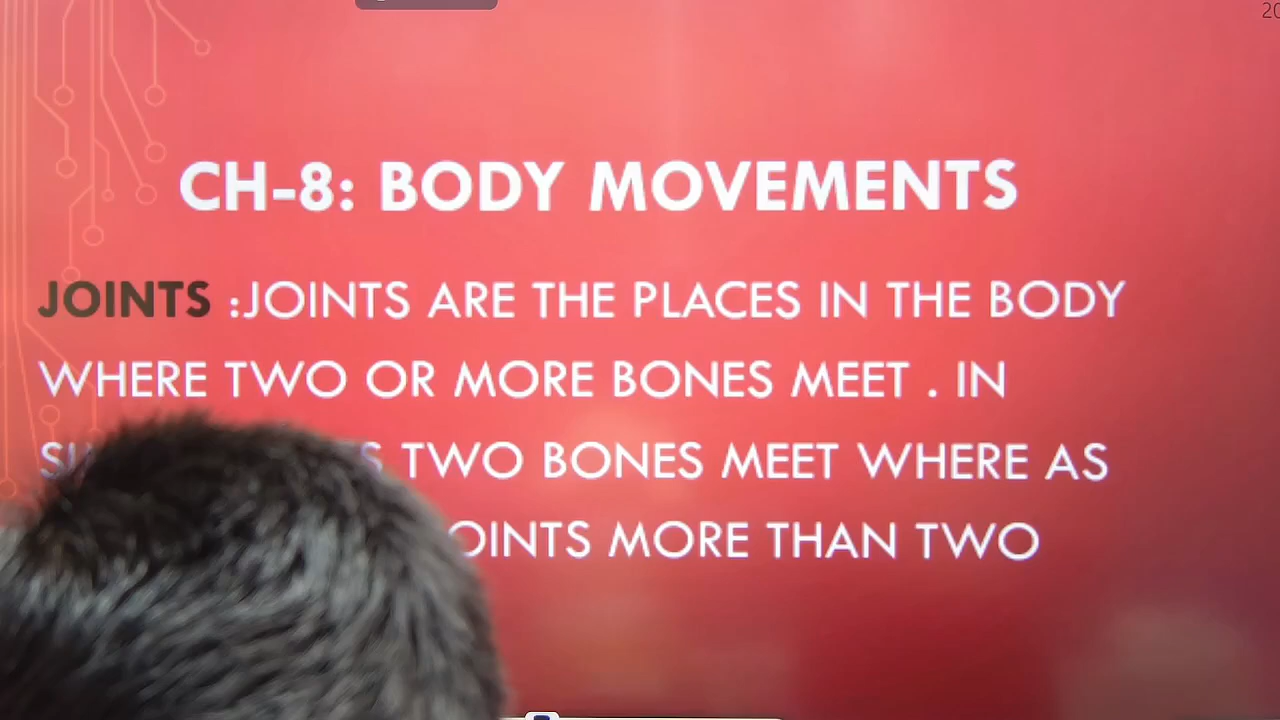 CH-8: BODY MOVEMENTS
JOINTS :JOINTS ARE THE PLACES IN THE BODY
WHERE TWO OR MORE BONES MEET . IN
TWO BONES MEET WHERE AS
MORE THAN TWO